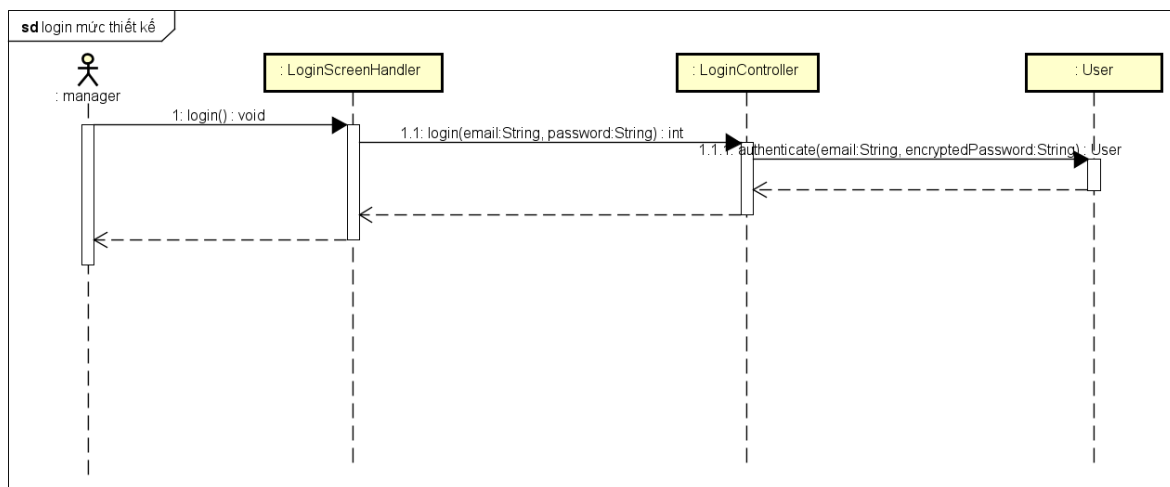 sd login mức thiết kế
: manager
: LoginScreenHandler
: LoginController
: User
1: login() : void
1.1: login(email:String, password:String) : int
1.1.1: authenticate(email:String, encryptedPassword:String) : User